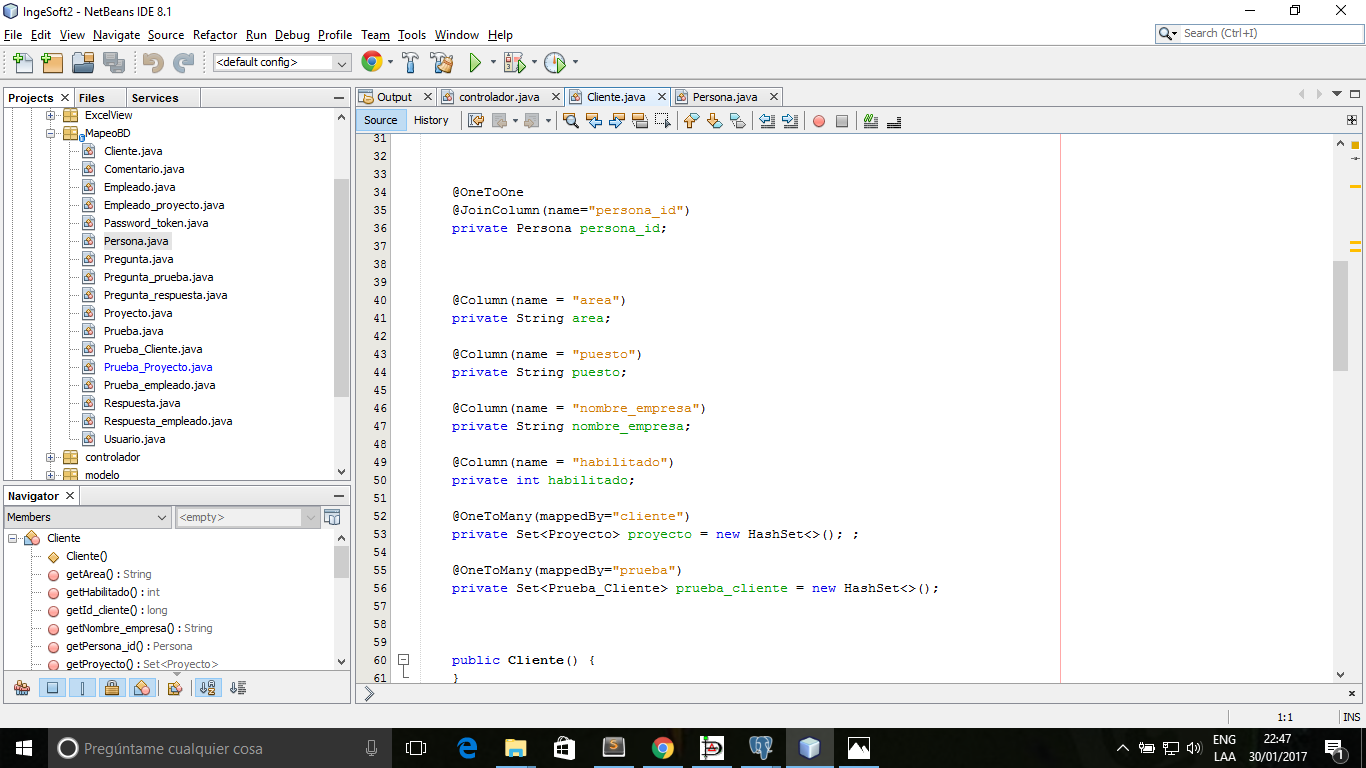 IngeSoft2 - NetBeans IDE 8.1
File Edit View Navigate Source Refactor Run Debug Profile Team Tools Window Help
Search (Ctrl+I)
<default config>
Projects Files Services
ExcelView
MapeoBD
Cliente.java
Comentario.java
Empleado.java
Empleado_proyecto.java
Password_token.java
Persona.java
Pregunta.java
Pregunta_prueba.java
Pregunta_respuesta.java
Proyecto.java
Prueba.java
Prueba_Cliente.java
Prueba_Proyecto.java
Prueba_empleado.java
Respuesta.java
Respuesta_empleado.java
Usuario.java
controlador
modelo
Navigator
Members <empty>
Cliente
Cliente()
getArea() : String
getHabilitado() : int
getId_cliente() : long
getNombre_empresa() : String
getPersona_id() : Persona
getProyecto() : Set<Proyecto>
Output controlador.java Cliente.java Persona.java
Source History
31
32
33
34 @OneToOne
35 @JoinColumn(name="persona_id")
36 private Persona persona_id;
37
38
39
40 @Column(name = "area")
41 private String area;
42
43 @Column(name = "puesto")
44 private String puesto;
45
46 @Column(name = "nombre_empresa")
47 private String nombre_empresa;
48
49 @Column(name = "habilitado")
50 private int habilitado;
51
52 @OneToMany(mappedBy="cliente")
53 private Set<Proyecto> proyecto = new HashSet<>(); ;
54
55 @OneToMany(mappedBy="prueba")
56 private Set<Prueba_Cliente> prueba_cliente = new HashSet<>();
57
58
59
60 public Cliente() {
61 }
1:1 INS
Pregúntame cualquier cosa
ENG
LAA
22:47
30/01/2017
1